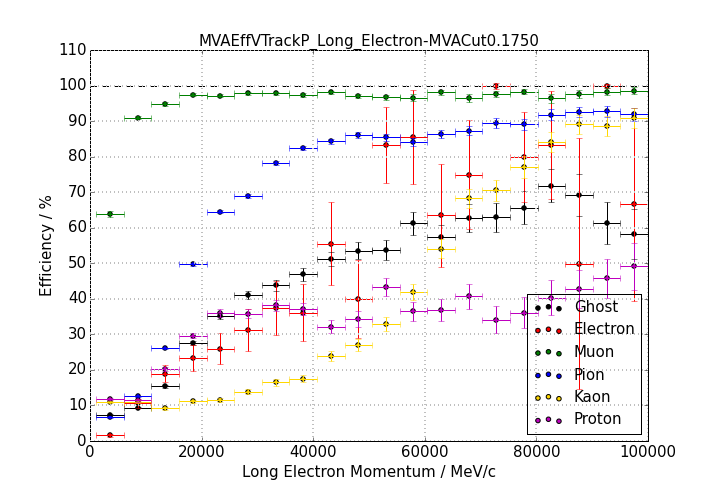 MVAEffVTrackP_Long_Electron-MVACut0.1750
110
100
90
80
70
60
50
40
30
20
10
0
Efficiency / %
0 20000 40000 60000 80000 100000
Long Electron Momentum / MeV/c
Ghost
Electron
Muon
Pion
Kaon
Proton